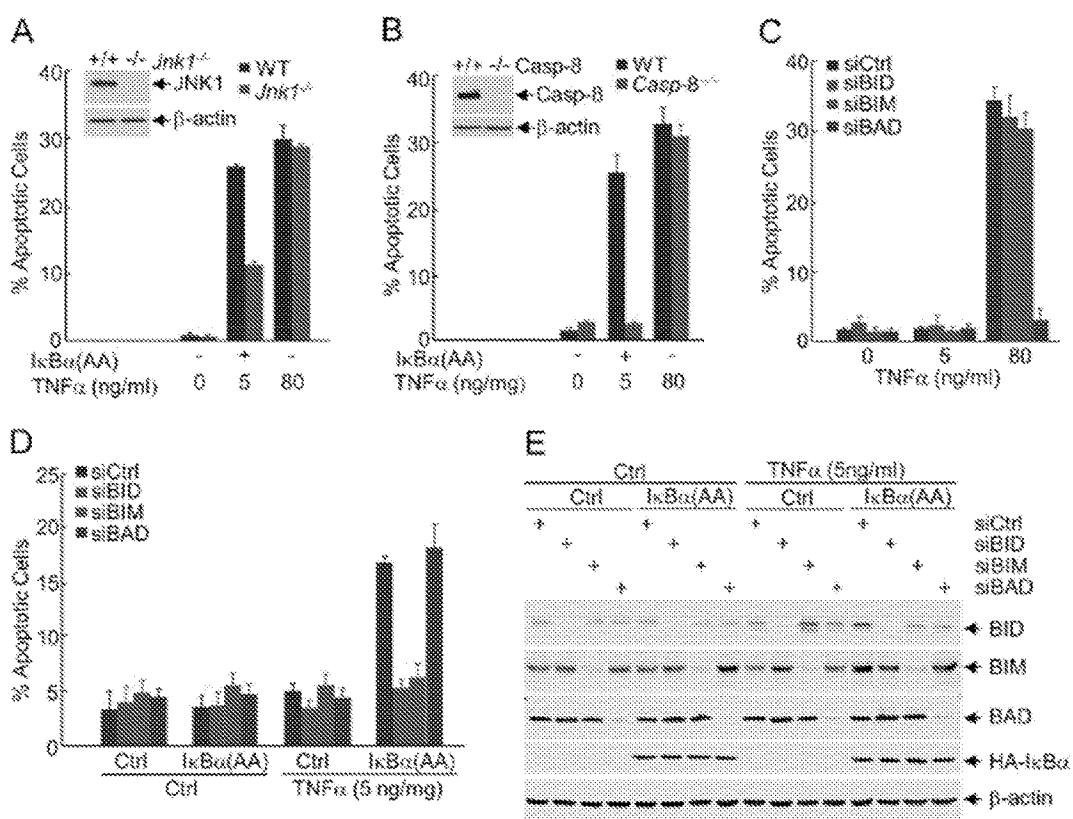 A
+/+ -/- Jnk1-/-
JNK1
β-actin
WT
Jnk1-/-
% Apoptotic Cells
40
30
20
10
0
IκBα(AA) - + -
TNFα (ng/ml) 0 5 80
B
+/+ -/- Casp-8
Casp-8
β-actin
WT
Casp-8-/-
% Apoptotic Cells
40
30
20
10
0
IκBα(AA) - + -
TNFα (ng/mg) 0 5 80
C
siCtrl
siBID
siBIM
siBAD
% Apoptotic Cells
40
30
20
10
0
0 5 80
TNFα (ng/ml)
D
siCtrl
siBID
siBIM
siBAD
% Apoptotic Cells
25
20
15
10
5
0
Ctrl IκBα(AA) Ctrl IκBα(AA)
Ctrl TNFα (5 ng/mg)
E
Ctrl TNFα (5ng/ml)
Ctrl IκBα(AA) Ctrl IκBα(AA)
+ + + + siCtrl
+ + + + siBID
+ + + + siBIM
+ + + + siBAD
BID
BIM
BAD
HA-IκBα
β-actin